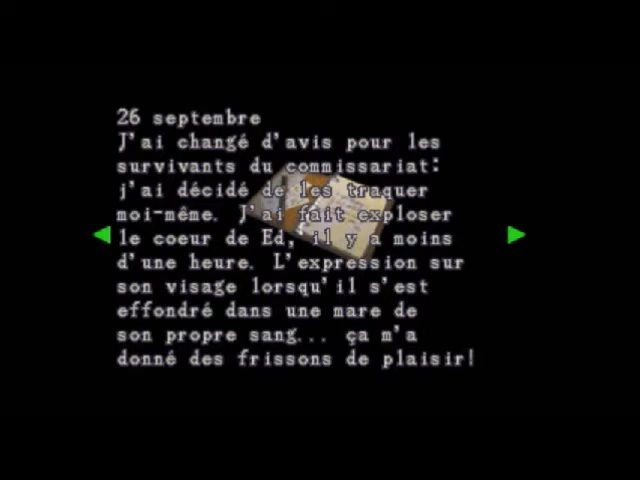 26 septembre
J'ai changé d'avis pour les
survivants du commissariat:
j'ai décidé de les traquer
moi-même. J'ai fait exploser
le coeur de Ed, il y a moins
d'une heure. L'expression sur
son visage lorsqu'il s'est
effondré dans une mare de
son propre sang... ça m'a
donné des frissons de plaisir!